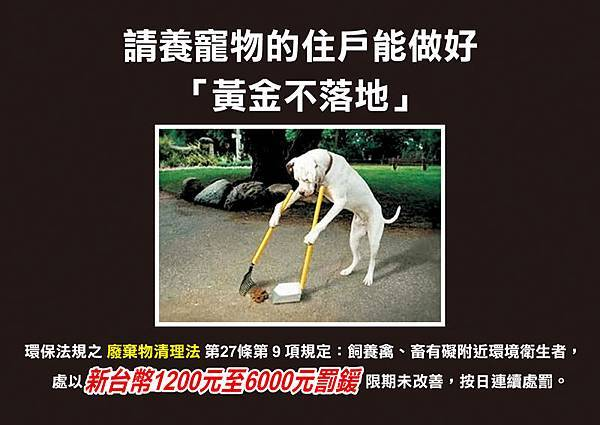 請養寵物的住戶能做好
「黃金不落地」
環保法規之 廢棄物清理法 第27條第 9 項規定：飼養禽、畜有礙附近環境衛生者，
處以新台幣1200元至6000元罰鍰 限期未改善，按日連續處罰。